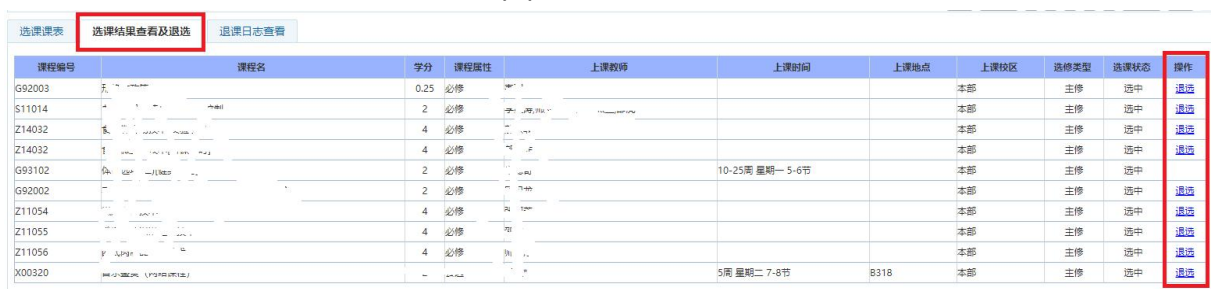 选课课表 选课结果查看及退选 退课日志查看
课程编号 课程名 学分 课程属性 上课教师 上课时间 上课地点 上课校区 选修类型 选课状态 操作
G92003 0.25 必修 本部 主修 选中 退选
S11014 2 必修 本部 主修 选中 退选
Z14032 4 必修 本部 主修 选中 退选
Z14032 4 必修 本部 主修 选中 退选
G93102 2 必修 10-25周 星期一 5-6节 本部 主修 选中
G92002 2 必修 本部 主修 选中 退选
Z11054 4 必修 本部 主修 选中 退选
Z11055 4 必修 本部 主修 选中 退选
Z11056 4 必修 本部 主修 选中 退选
X00320 5周 星期二 7-8节 B318 本部 主修 选中 退选